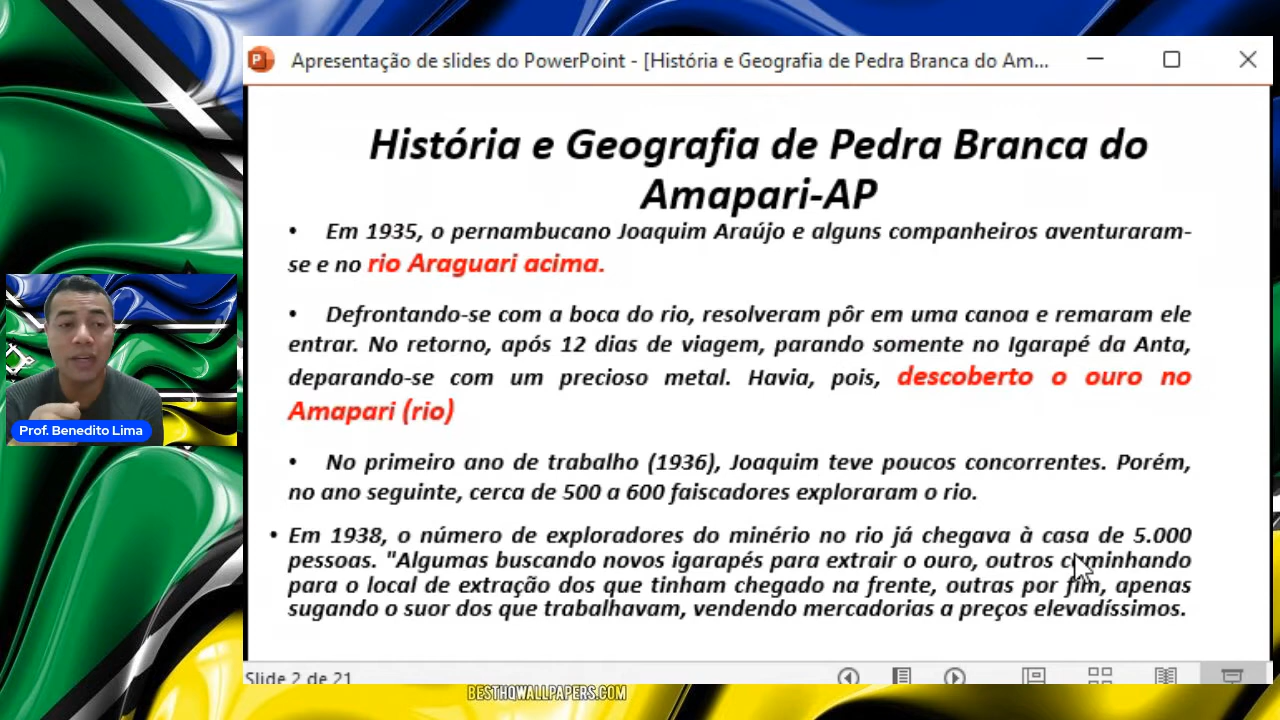 Apresentação de slides do PowerPoint - [História e Geografia de Pedra Branca do Am...
História e Geografia de Pedra Branca do
Amapari-AP
• Em 1935, o pernambucano Joaquim Araújo e alguns companheiros aventuraram-
se e no rio Araguari acima.
• Defrontando-se com a boca do rio, resolveram pôr em uma canoa e remaram ele
entrar. No retorno, após 12 dias de viagem, parando somente no Igarapé da Anta,
deparando-se com um precioso metal. Havia, pois, descoberto o ouro no
Amapari (rio)
• No primeiro ano de trabalho (1936), Joaquim teve poucos concorrentes. Porém,
no ano seguinte, cerca de 500 a 600 faiscadores exploraram o rio.
• Em 1938, o número de exploradores do minério no rio já chegava à casa de 5.000
pessoas. "Algumas buscando novos igarapés para extrair o ouro, outros caminhando
para o local de extração dos que tinham chegado na frente, outras por fim, apenas
sugando o suor dos que trabalhavam, vendendo mercadorias a preços elevadíssimos.
Prof. Benedito Lima
Slide 2 de 21
BESTHQWALLPAPERS.COM